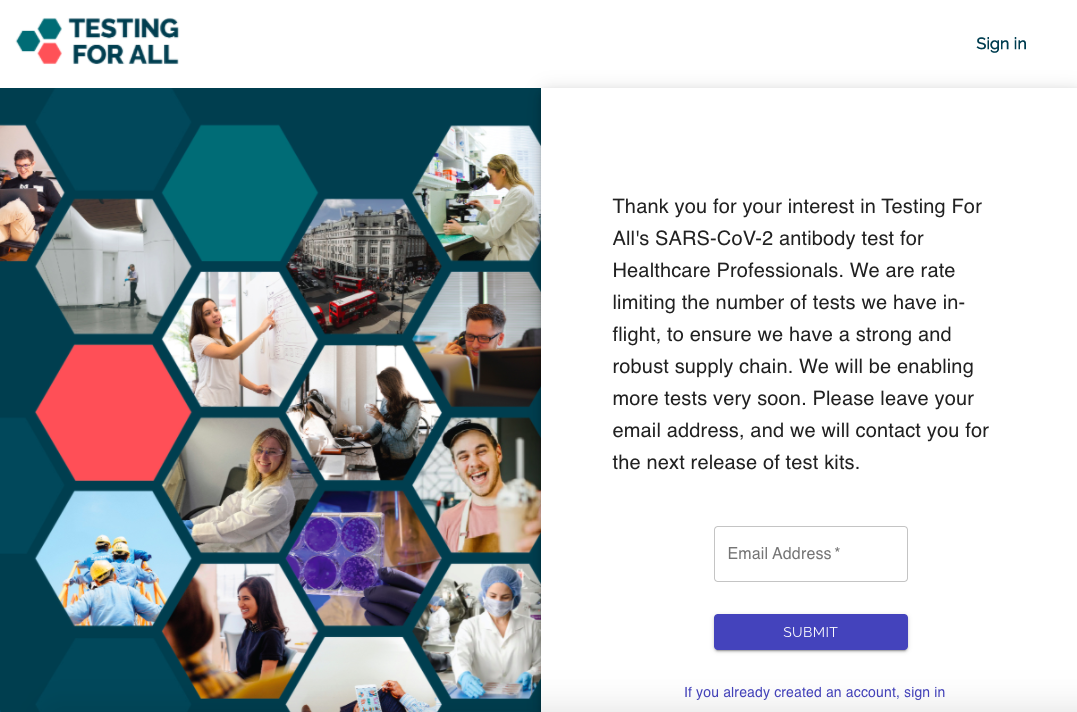 TESTING
FOR ALL
Sign in
Thank you for your interest in Testing For
All's SARS-CoV-2 antibody test for
Healthcare Professionals. We are rate
limiting the number of tests we have in-
flight, to ensure we have a strong and
robust supply chain. We will be enabling
more tests very soon. Please leave your
email address, and we will contact you for
the next release of test kits.
Email Address *
SUBMIT
If you already created an account, sign in